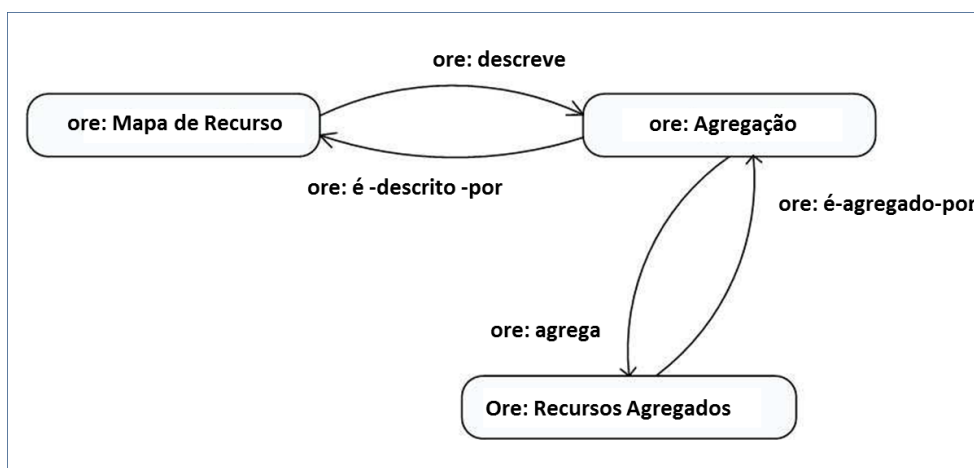 ore: descreve
ore: Mapa de Recurso
ore: Agregação
ore: é -descrito -por
ore: é-agregado-por
ore: agrega
Ore: Recursos Agregados